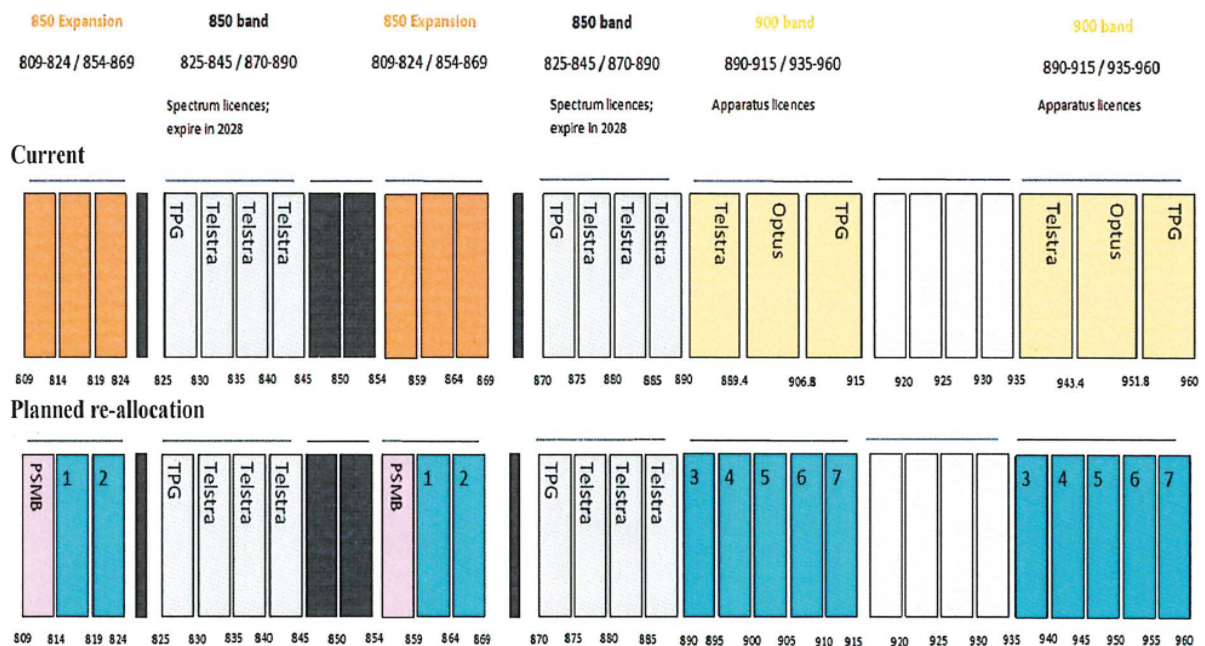 850 Expansion 850 band 850 Expansion 850 band 900 band 900 band
809-824 / 854-869 825-845 / 870-890 809-824 / 854-869 825-845 / 870-890 890-915 / 935-960 890-915 / 935-960
Spectrum licences; Spectrum licences; Apparatus licences Apparatus licences
expire in 2028 expire in 2028
Current
TPG Telstra Telstra Telstra TPG Telstra Telstra Telstra Telstra Optus TPG Telstra Optus TPG
809 814 819 824 825 830 835 840 845 850 854 859 864 869 870 875 880 885 890 889.4 906.8 915 920 925 930 935 943.4 951.8 960
Planned re-allocation
PSMB 1 2 TPG Telstra Telstra Telstra PSMB 1 2 TPG Telstra Telstra Telstra 3 4 5 6 7 3 4 5 6 7
809 814 819 824 825 830 835 840 845 850 854 859 864 869 870 875 880 885 890 895 900 905 910 915 920 925 930 935 940 945 950 955 960